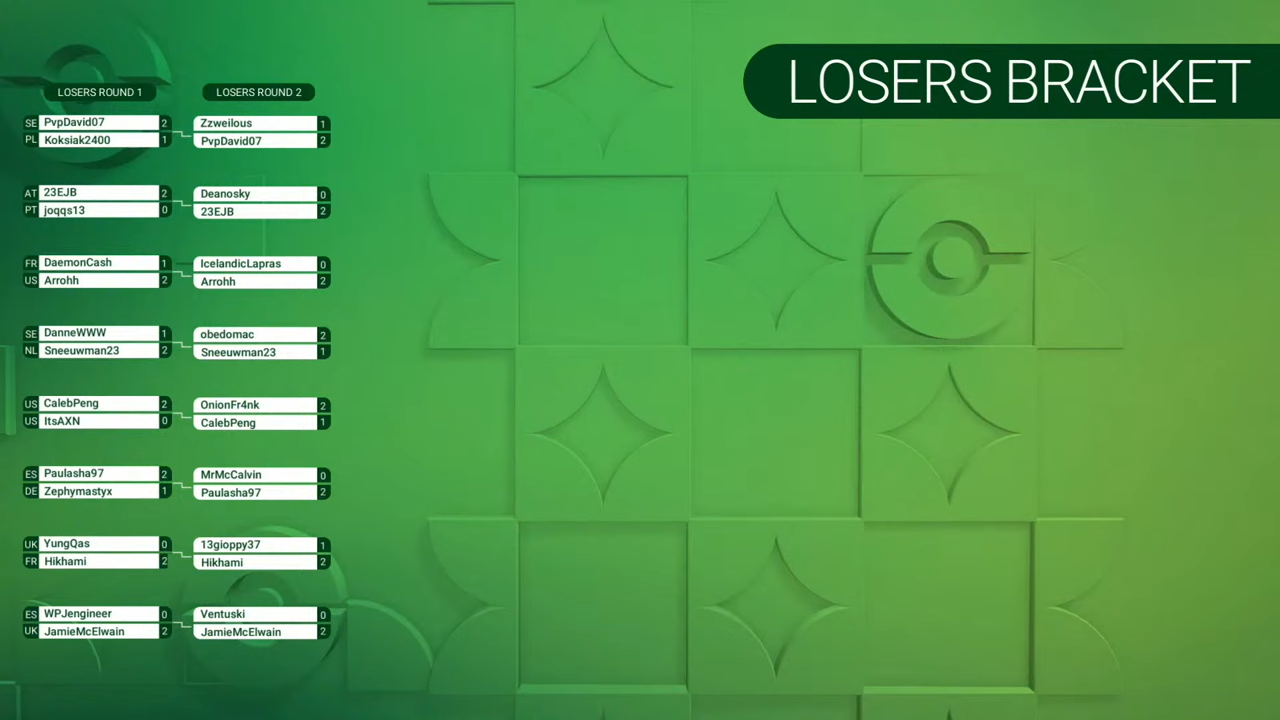 LOSERS BRACKET
LOSERS ROUND 1
LOSERS ROUND 2
SE PvpDavid07 2
PL Koksiak2400 1
Zzweilous 1
PvpDavid07 2
AT 23EJB 2
PT joqqs13 0
Deanosky 0
23EJB 2
FR DaemonCash 1
US Arrohh 2
IcelandicLapras 0
Arrohh 2
SE DanneWWW 1
NL Sneeuwman23 2
obedomac 2
Sneeuwman23 1
US CalebPeng 2
US ItsAXN 0
OnionFr4nk 2
CalebPeng 1
ES Paulasha97 2
DE Zephymastyx 1
MrMcCalvin 0
Paulasha97 2
UK YungQas 0
FR Hikhami 2
13gioppy37 1
Hikhami 2
ES WPJengineer 0
UK JamieMcElwain 2
Ventuski 0
JamieMcElwain 2